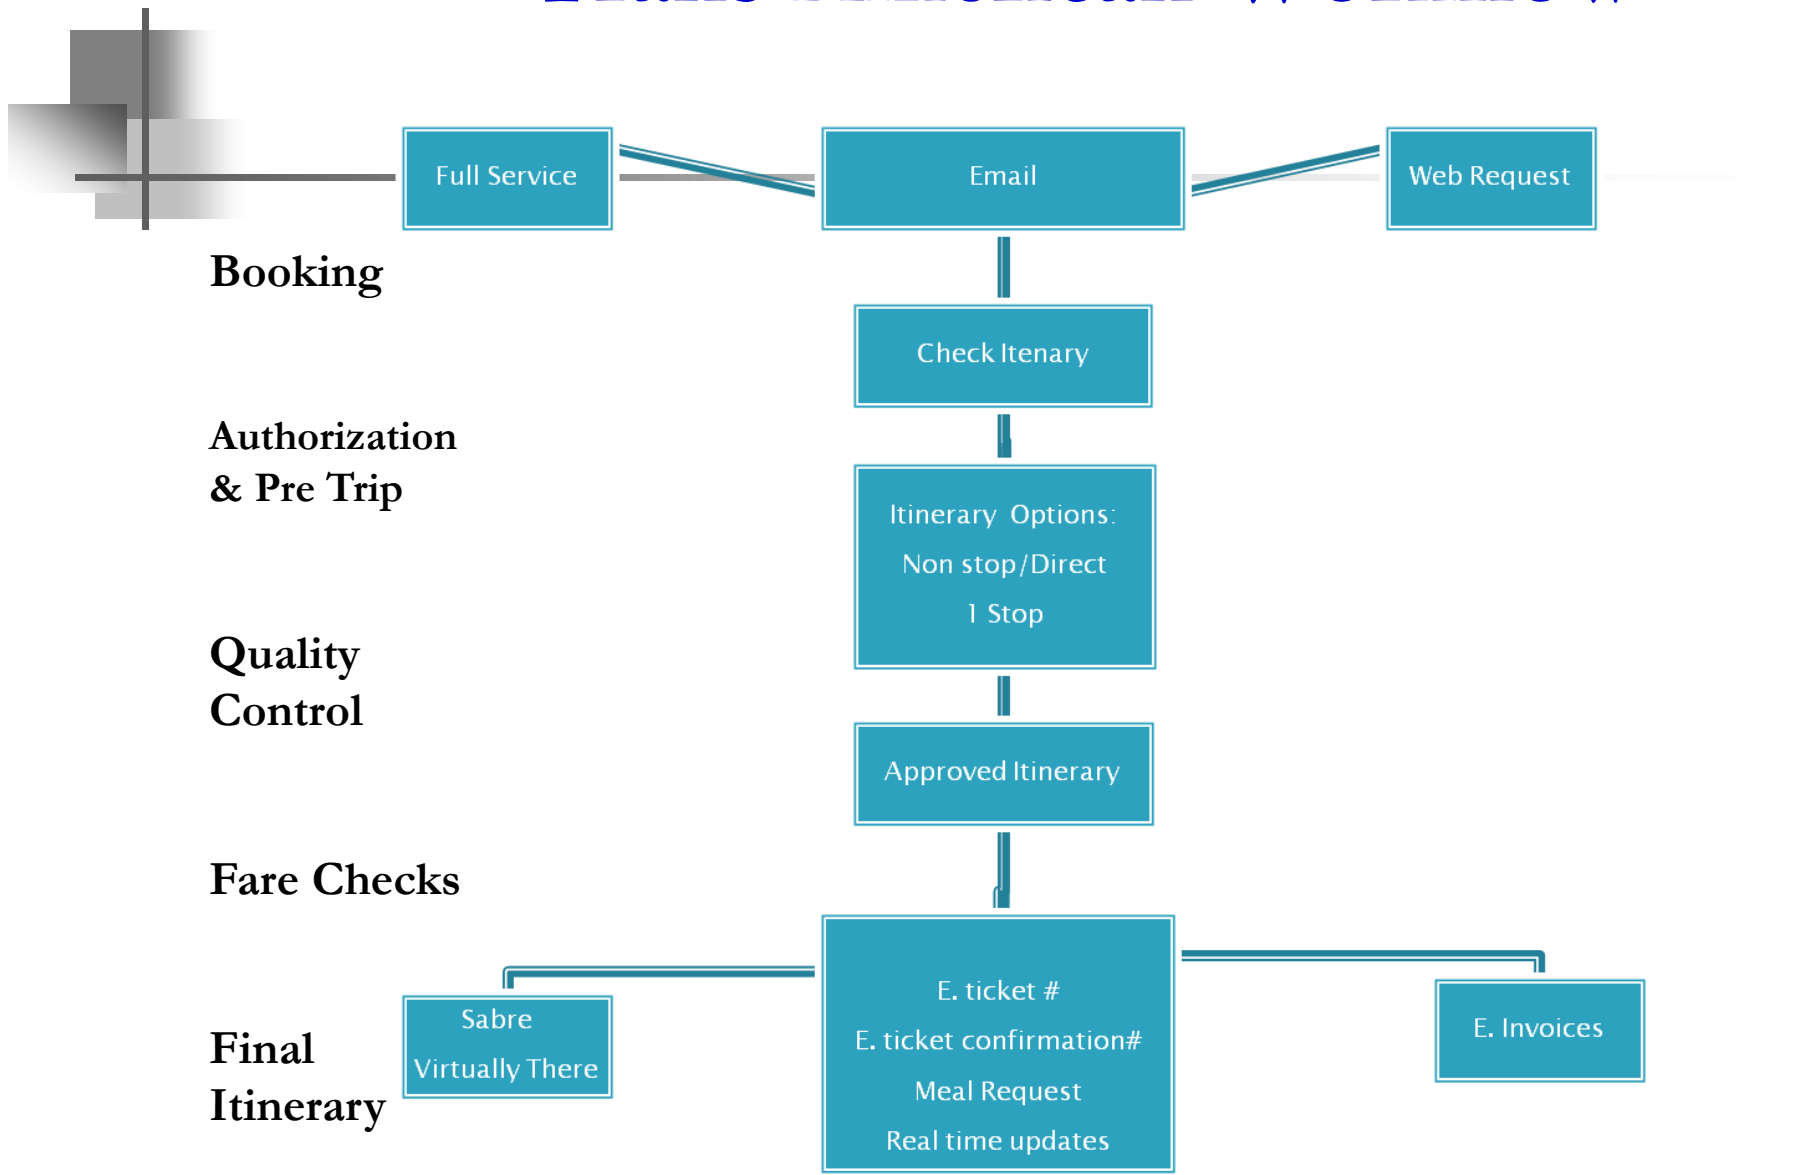 Full Service
Email
Web Request
Booking
Check Itenary
Authorization
& Pre Trip
Itinerary Options:
Non stop/Direct
1 Stop
Quality
Control
Approved Itinerary
Fare Checks
E. ticket #
E. ticket confirmation#
Meal Request
Real time updates
Sabre
Virtually There
E. Invoices
Final
Itinerary